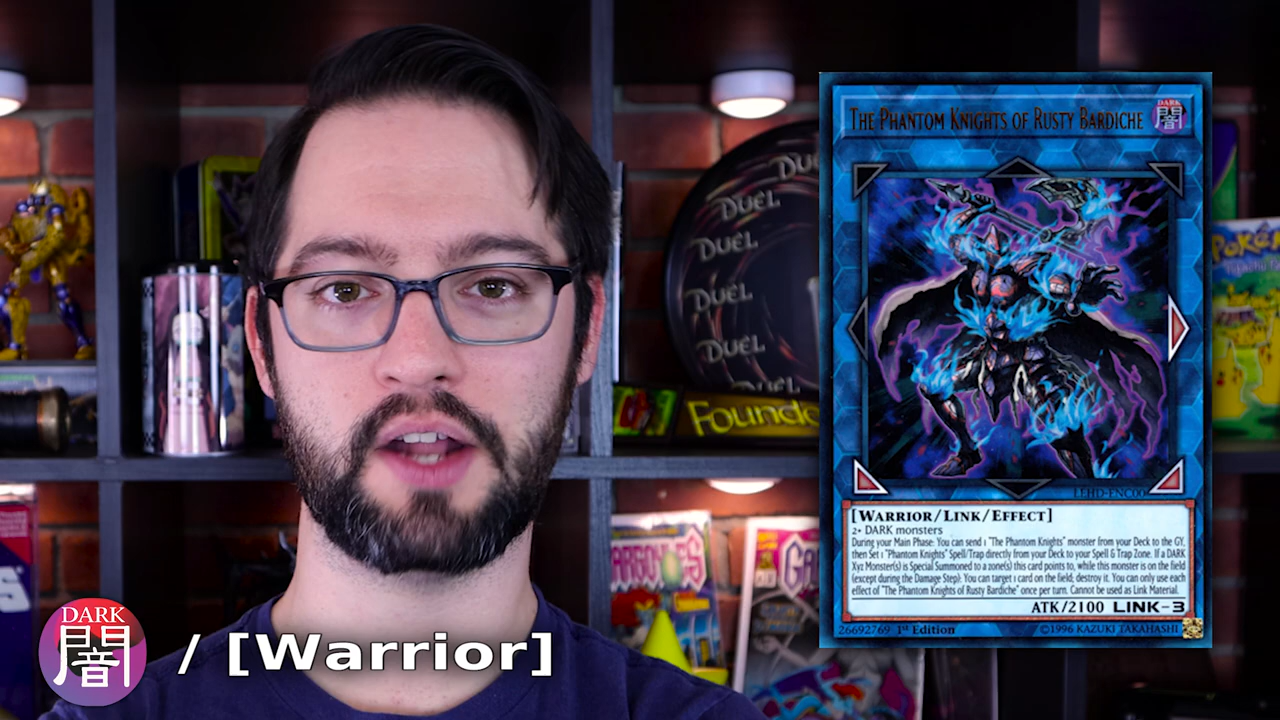 THE PHANTOM KNIGHTS OF RUSTY BARDICHE
DARK
闇
LEHD-ENC00
[WARRIOR/LINK/EFFECT]
2+ DARK monsters
During your Main Phase: You can send 1 "The Phantom Knights" monster from your Deck to the GY,
then Set 1 "Phantom Knights" Spell/Trap directly from your Deck to your Spell & Trap Zone. If a DARK
Xyz Monster(s) is Special Summoned to a zone(s) this card points to, while this monster is on the field
(except during the Damage Step): You can target 1 card on the field; destroy it. You can only use each
effect of "The Phantom Knights of Rusty Bardiche" once per turn. Cannot be used as Link Material.
ATK/2100 LINK-3
26692769 1st Edition ©1996 KAZUKI TAKAHASHI
DUEL
DUEL
DUEL
DUEL
Founde
Poké
GARGOYLES
DARK
闇
/ [Warrior]